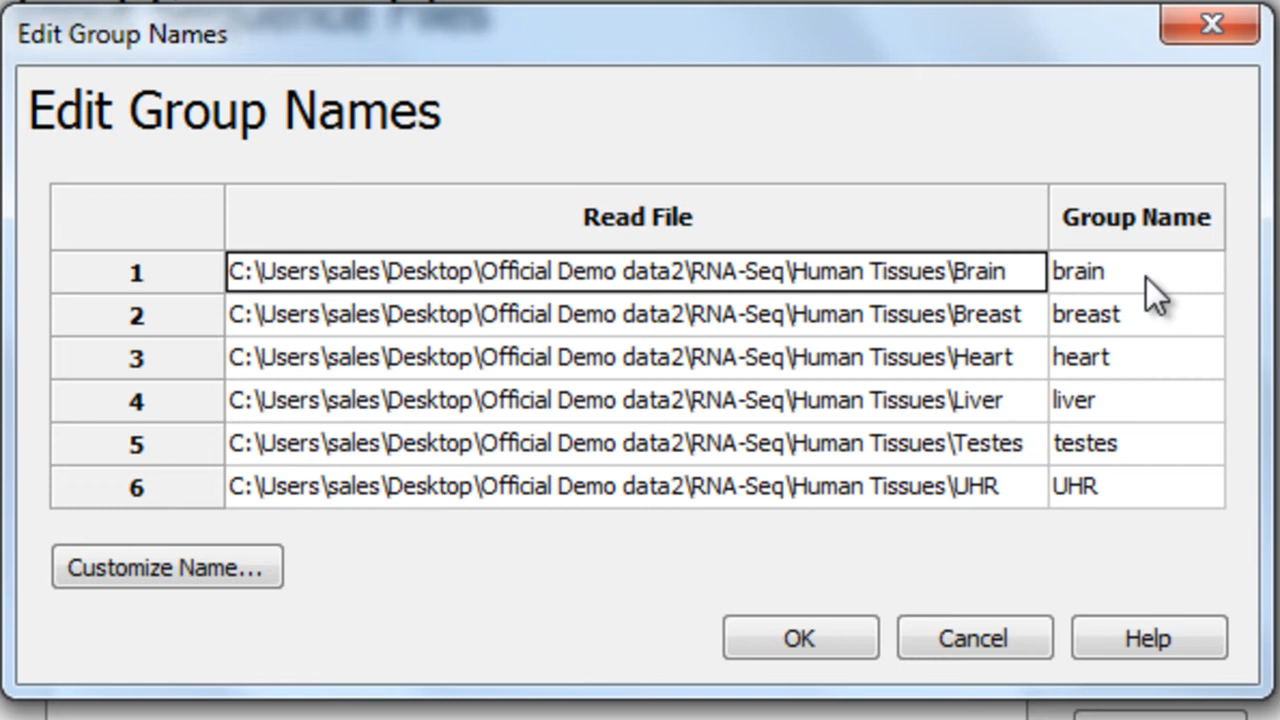 Edit Group Names
Edit Group Names
Read File Group Name
1 C:\Users\sales\Desktop\Official Demo data2\RNA-Seq\Human Tissues\Brain brain
2 C:\Users\sales\Desktop\Official Demo data2\RNA-Seq\Human Tissues\Breast breast
3 C:\Users\sales\Desktop\Official Demo data2\RNA-Seq\Human Tissues\Heart heart
4 C:\Users\sales\Desktop\Official Demo data2\RNA-Seq\Human Tissues\Liver liver
5 C:\Users\sales\Desktop\Official Demo data2\RNA-Seq\Human Tissues\Testes testes
6 C:\Users\sales\Desktop\Official Demo data2\RNA-Seq\Human Tissues\UHR UHR
Customize Name...
OK Cancel Help